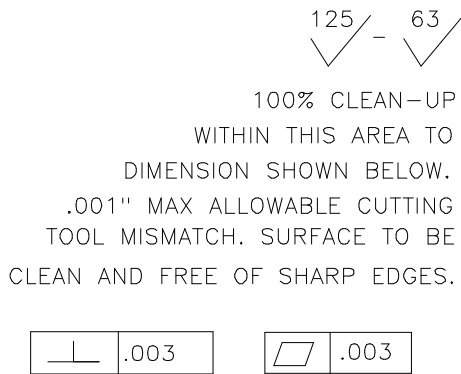 125 - 63
100% CLEAN-UP
WITHIN THIS AREA TO
DIMENSION SHOWN BELOW.
.001" MAX ALLOWABLE CUTTING
TOOL MISMATCH. SURFACE TO BE
CLEAN AND FREE OF SHARP EDGES.
⊥ .003 ▱ .003